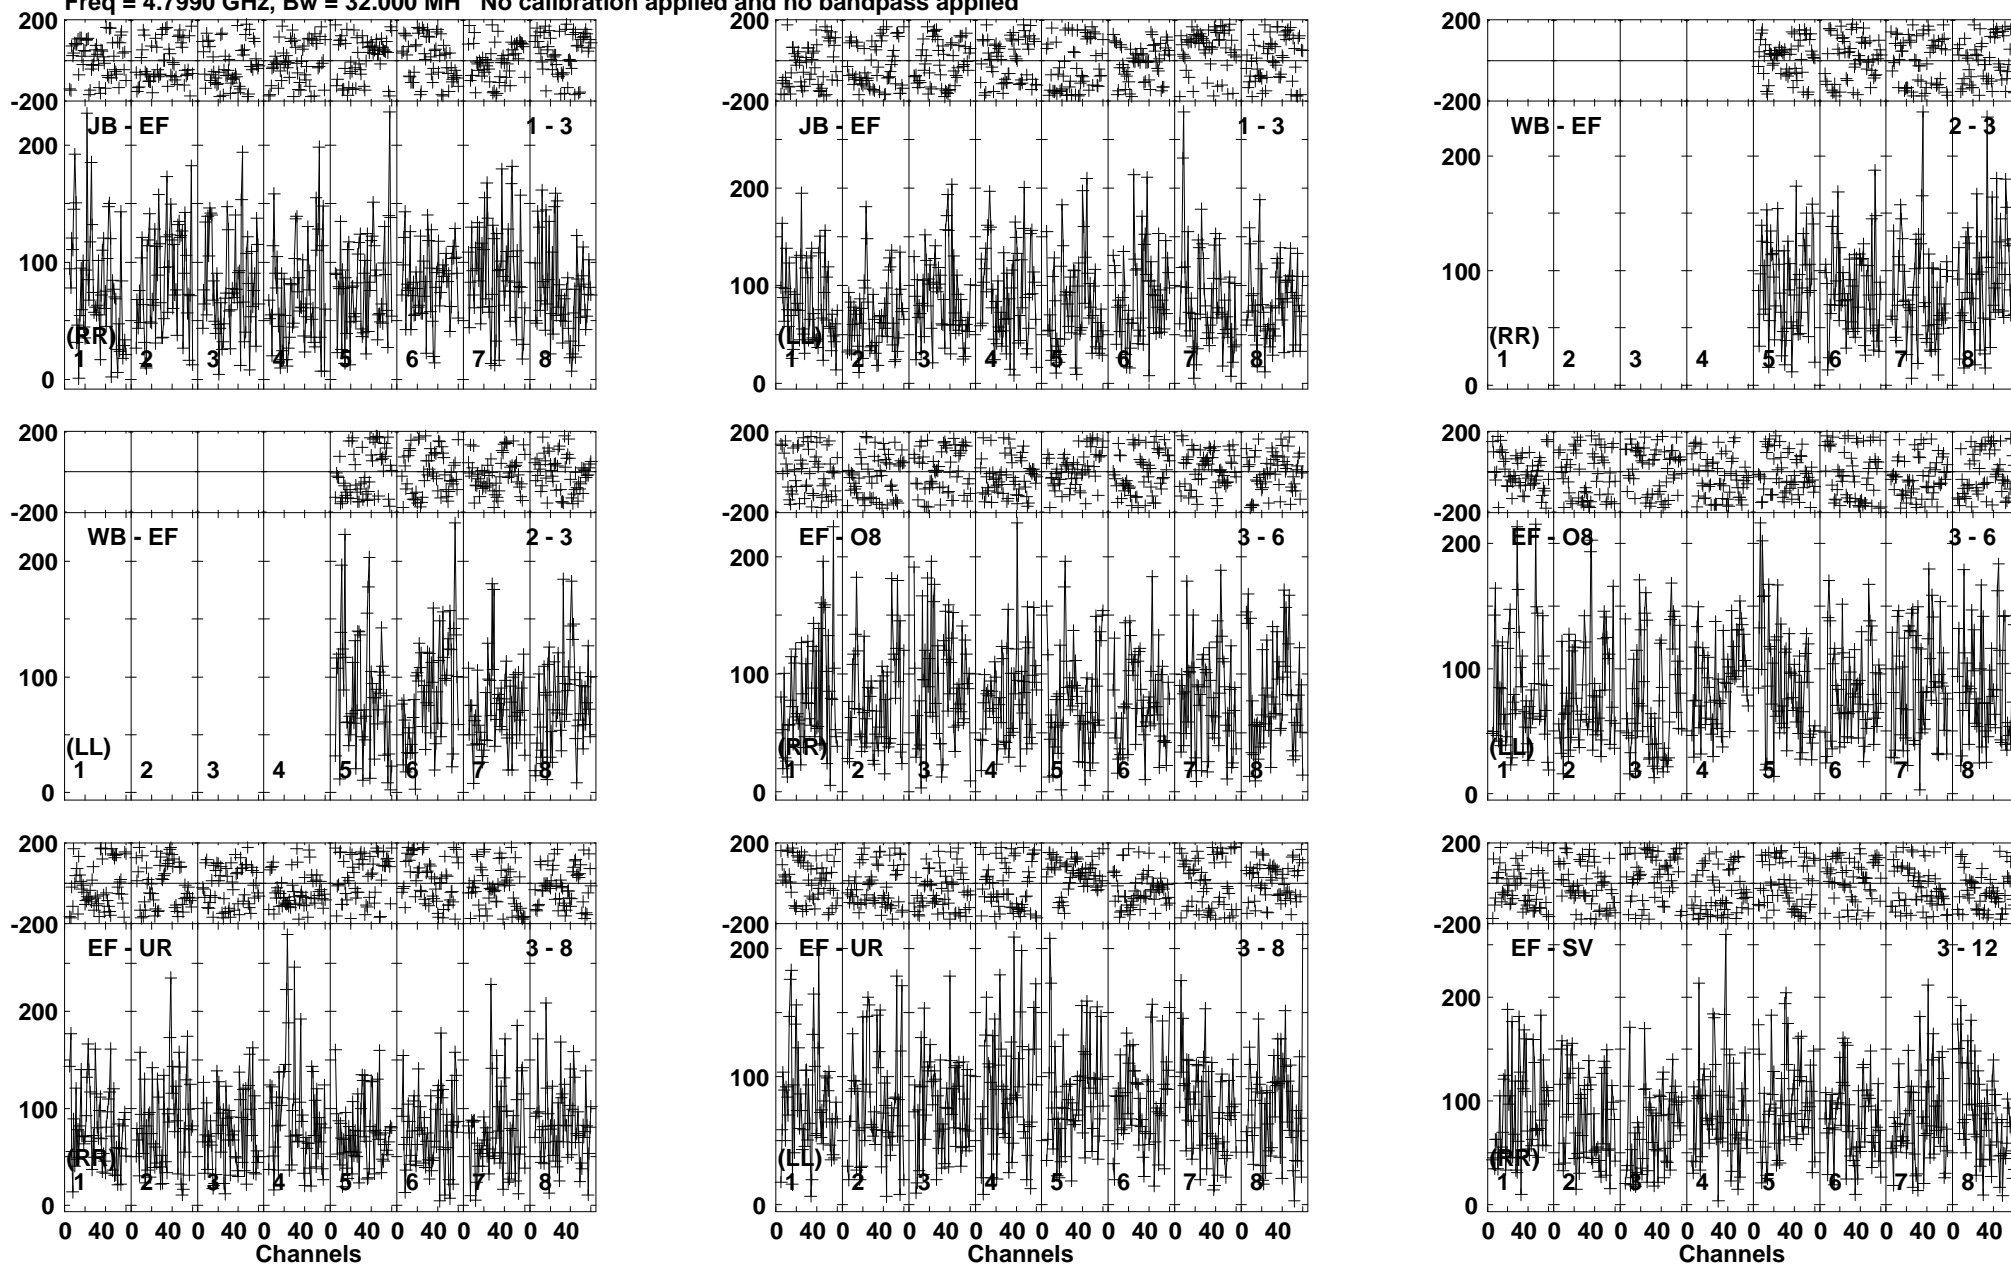 Freq = 4.7990 GHz, Bw = 32.000 MH   No calibration applied and no bandpass applied
200 200 200
-200 -200 -200
JB - EF 1 - 3 JB - EF 1 - 3 WB - EF 2 - 3
200 200 200
100 100 100
(RR) (LL) (RR)
1 2 3 4 5 6 7 8 1 2 3 4 5 6 7 8 1 2 3 4 5 6 7 8
0 0 0
200 200 200
-200 -200 -200
WB - EF 2 - 3 EF - O8 3 - 6 EF - O8 3 - 6
200 200 200
100 100 100
(LL) (RR) (LL)
1 2 3 4 5 6 7 8 1 2 3 4 5 6 7 8 1 2 3 4 5 6 7 8
0 0 0
200 200 200
-200 -200 -200
EF - UR 3 - 8 EF - UR 3 - 8 EF - SV 3 - 12
200 200 200
100 100 100
(RR) (LL) (RR)
1 2 3 4 5 6 7 8 1 2 3 4 5 6 7 8 1 2 3 4 5 6 7 8
0 0 0
0 40 0 40 0 40 0 40 0 40 0 40 0 40 0 40 0 40 0 40 0 40 0 40 0 40 0 40 0 40 0 40 0 40 0 40 0 40 0 40 0 40 0 40 0 40 0 40
Channels Channels Channels